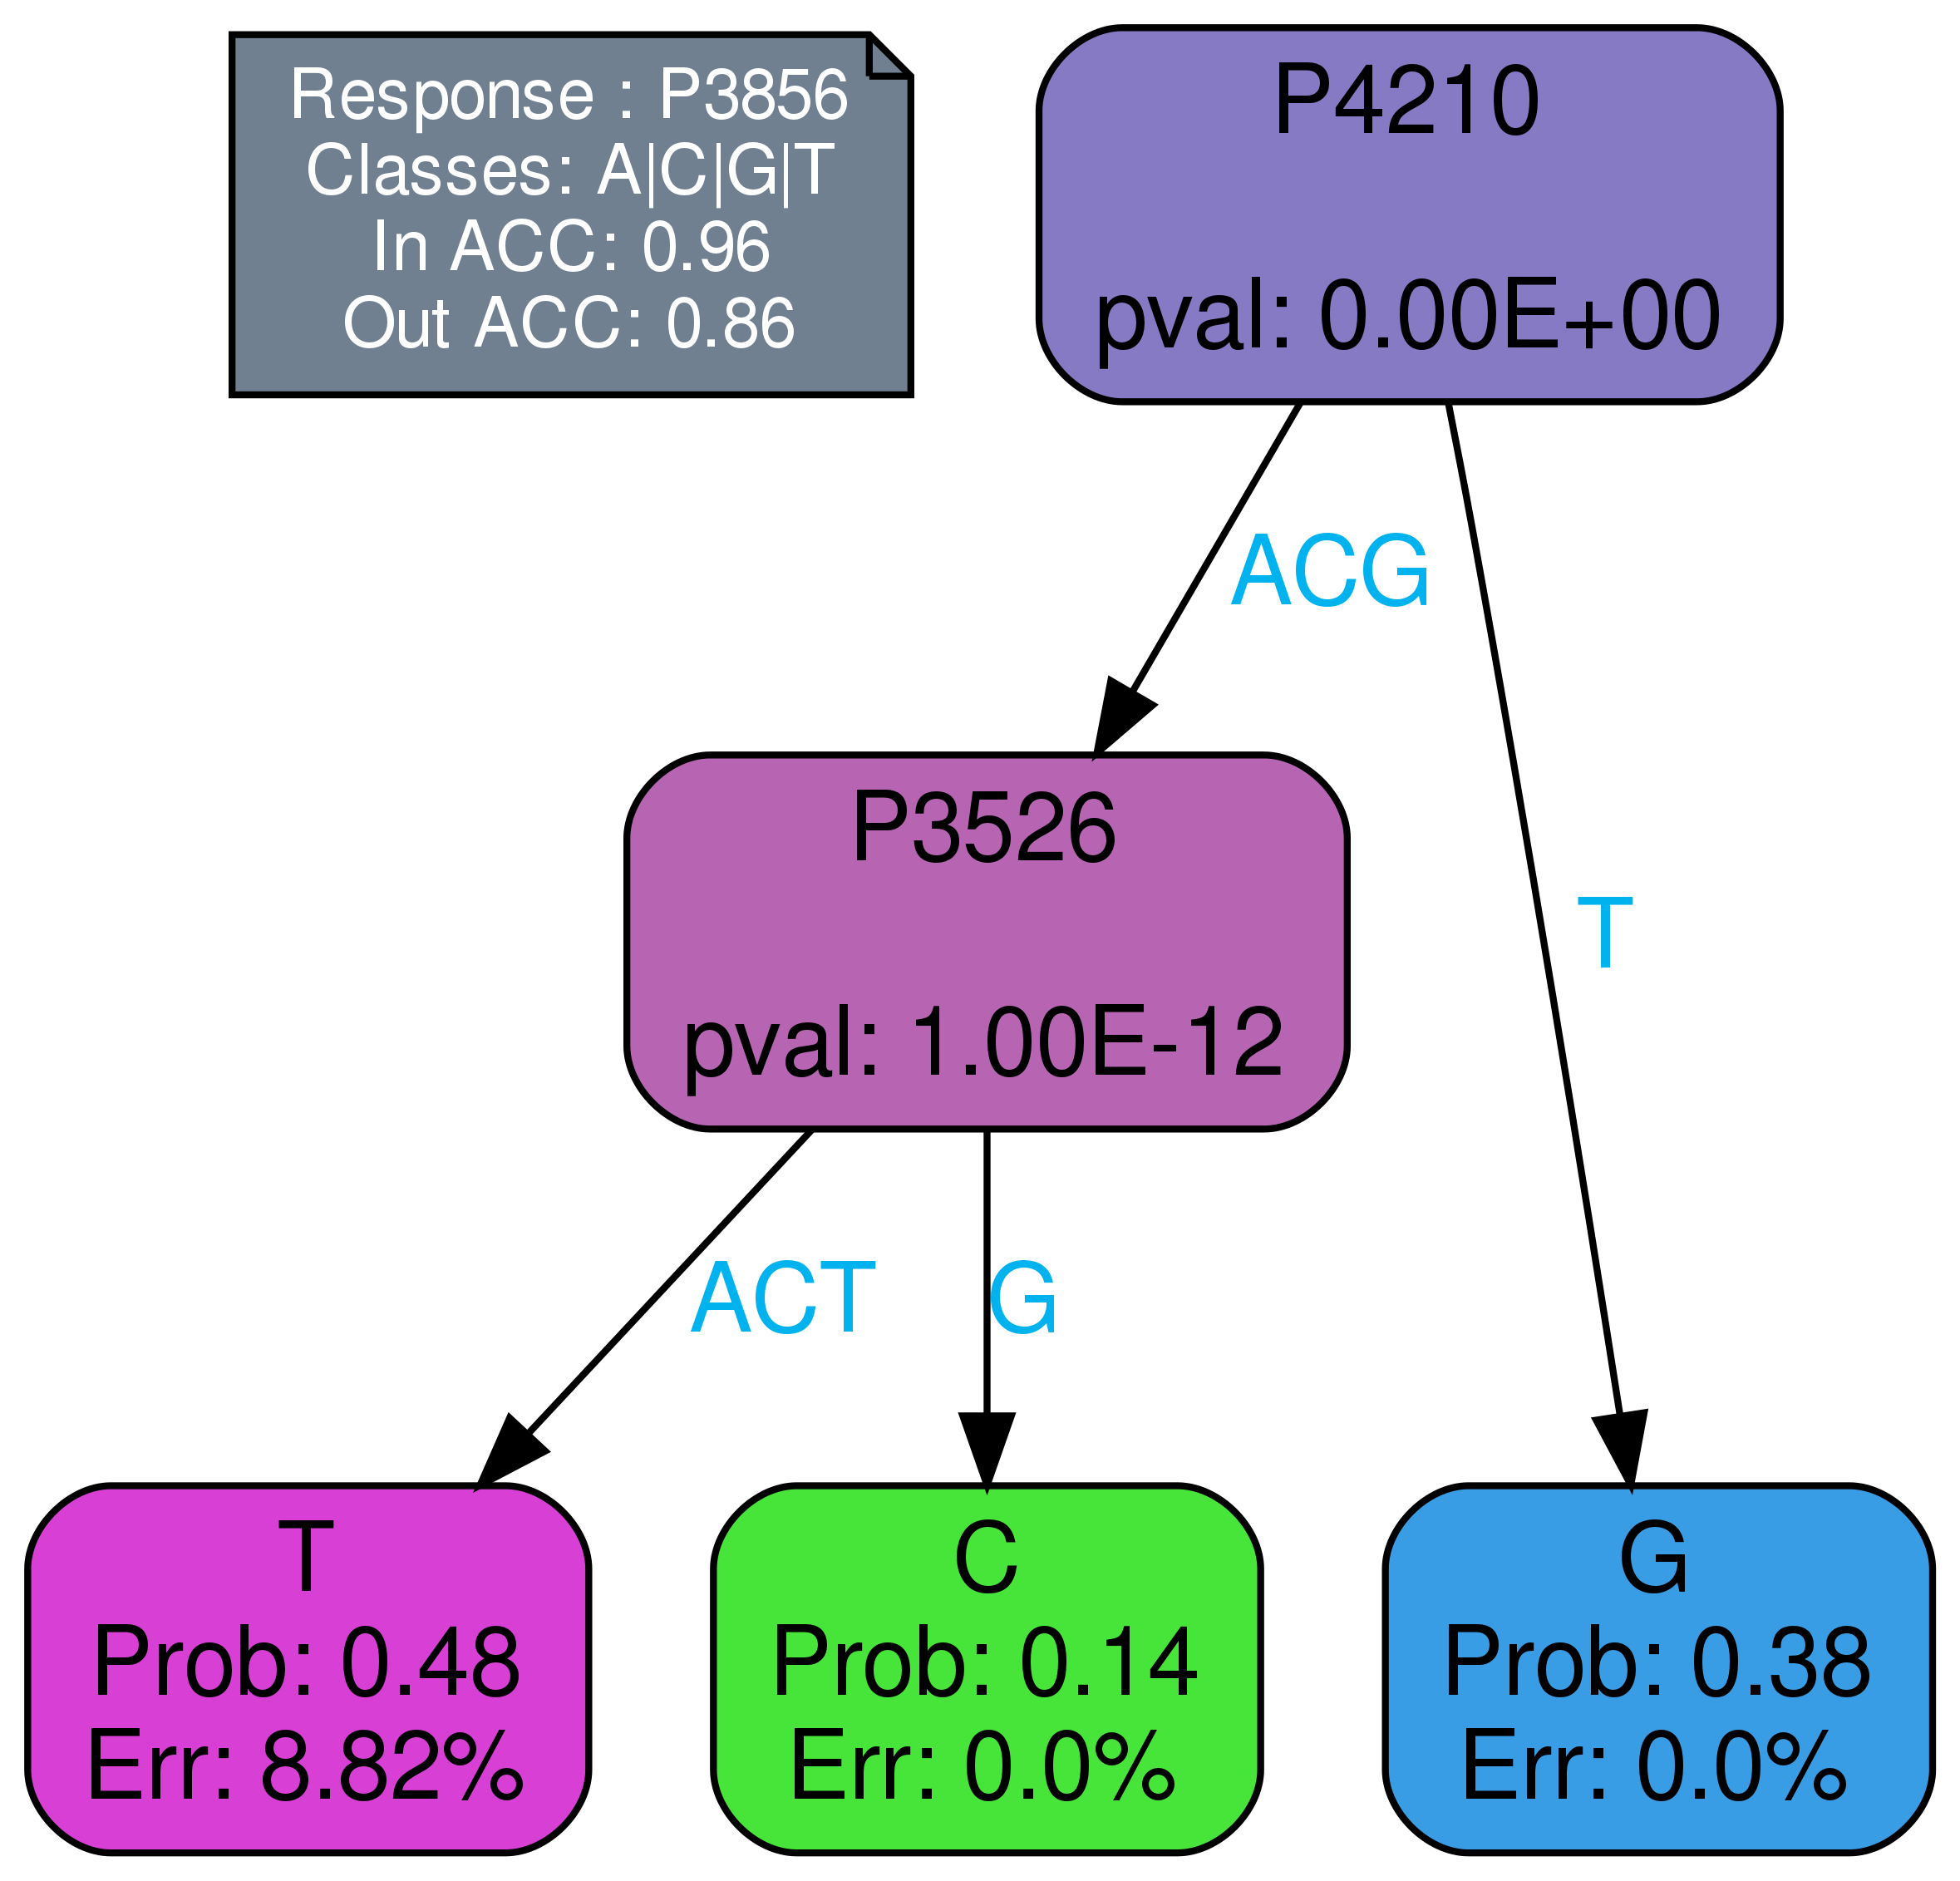 Response : P3856
Classes: A|C|G|T
In ACC: 0.96
Out ACC: 0.86
P4210
pval: 0.00E+00
ACG
T
P3526
pval: 1.00E-12
ACT
G
T
Prob: 0.48
Err: 8.82%
C
Prob: 0.14
Err: 0.0%
G
Prob: 0.38
Err: 0.0%